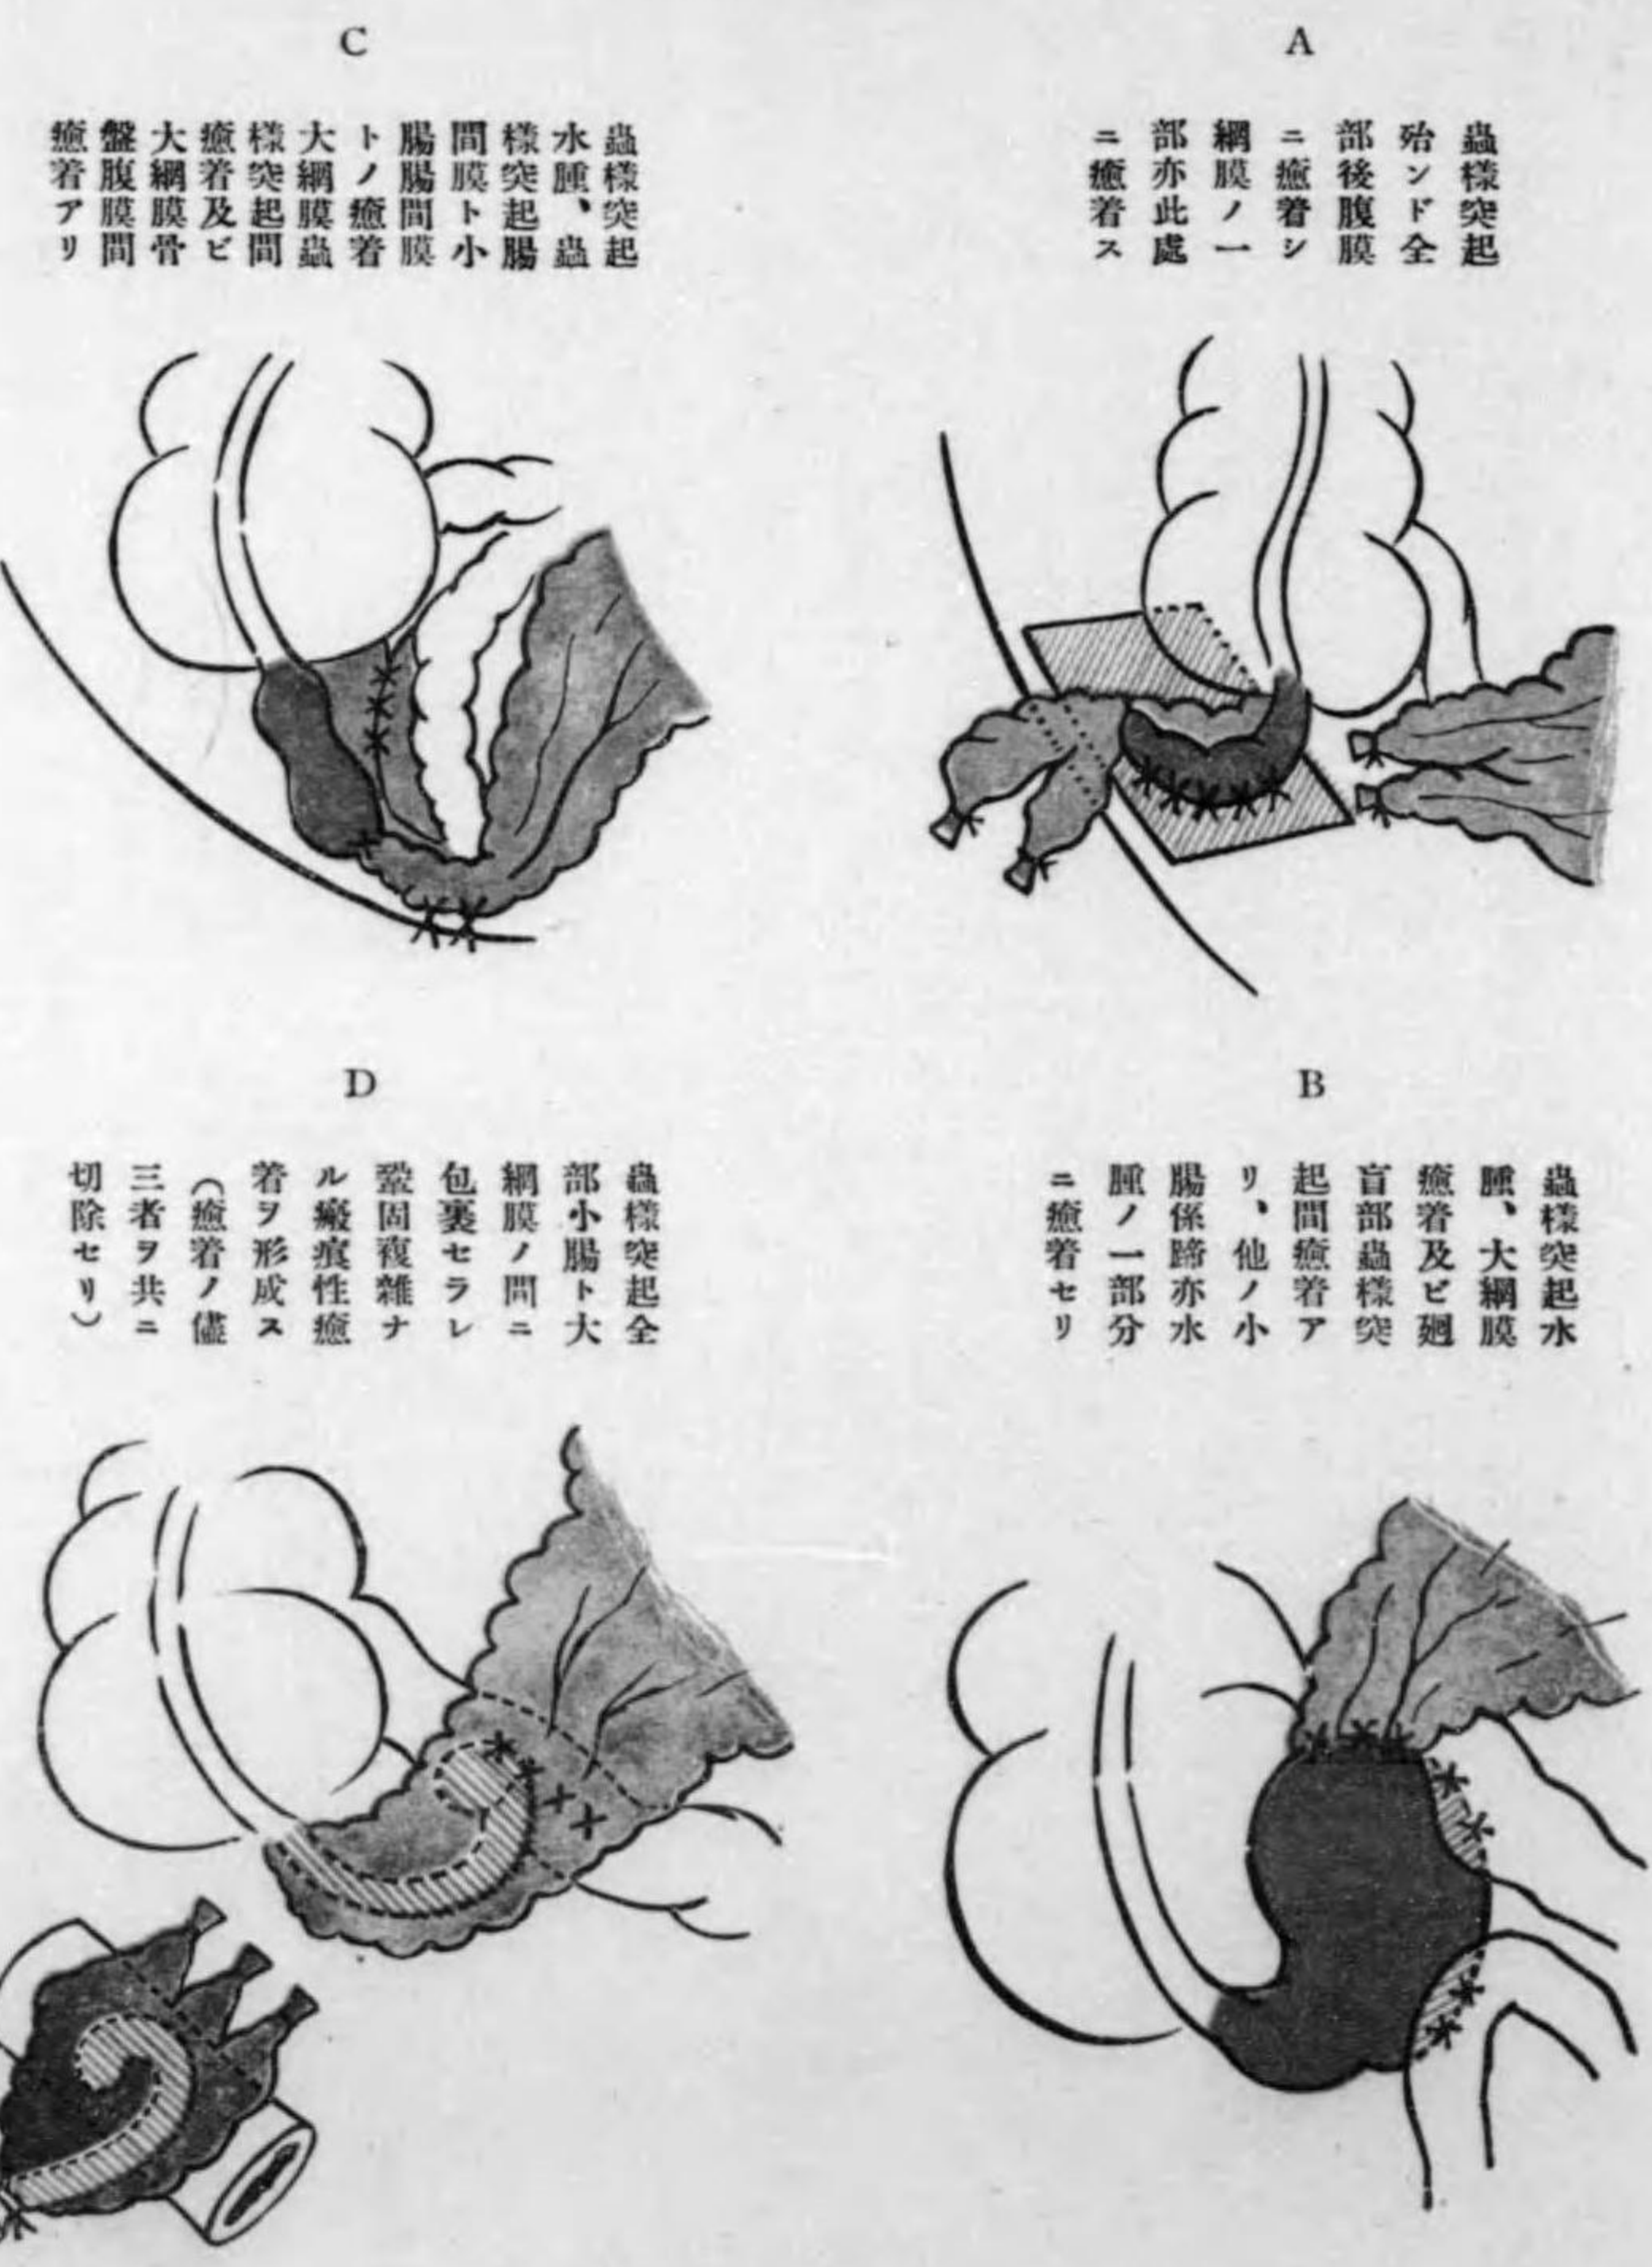 A
蟲樣突起
殆ンド全
部後腹膜
ニ癒着シ
網膜ノ一
部亦此處
ニ癒着ス
B
蟲樣突起水
腫、大網膜
癒着及ビ廻
盲部蟲樣突
起間癒着ア
リ、他ノ小
腸係蹄亦水
腫ノ一部分
ニ癒着セリ
C
蟲樣突起
水腫、蟲
樣突起腸
間膜ト小
腸腸間膜
トノ癒着
大網膜蟲
樣突起間
癒着及ビ
大網膜骨
盤腹膜間
癒着アリ
D
蟲樣突起全
部小腸ト大
網膜ノ間ニ
包裹セラレ
鞏固複雜ナ
ル瘢痕性癒
着ヲ形成ス
（癒着ノ儘
三者ヲ共ニ
切除セリ）